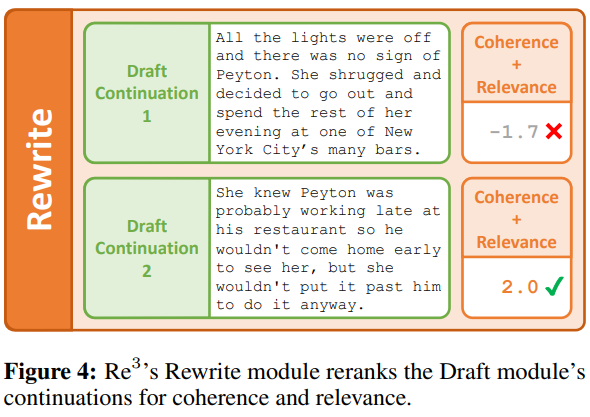 Rewrite
Draft
Continuation
1
All the lights were off
and there was no sign of
Peyton. She shrugged and
decided to go out and
spend the rest of her
evening at one of New
York City's many bars.
Coherence
+
Relevance
-1.7 ✗
Draft
Continuation
2
She knew Peyton was
probably working late at
his restaurant so he
wouldn't come home early
to see her, but she
wouldn't put it past him
to do it anyway.
Coherence
+
Relevance
2.0 ✓
Figure 4: Re³'s Rewrite module reranks the Draft module's
continuations for coherence and relevance.